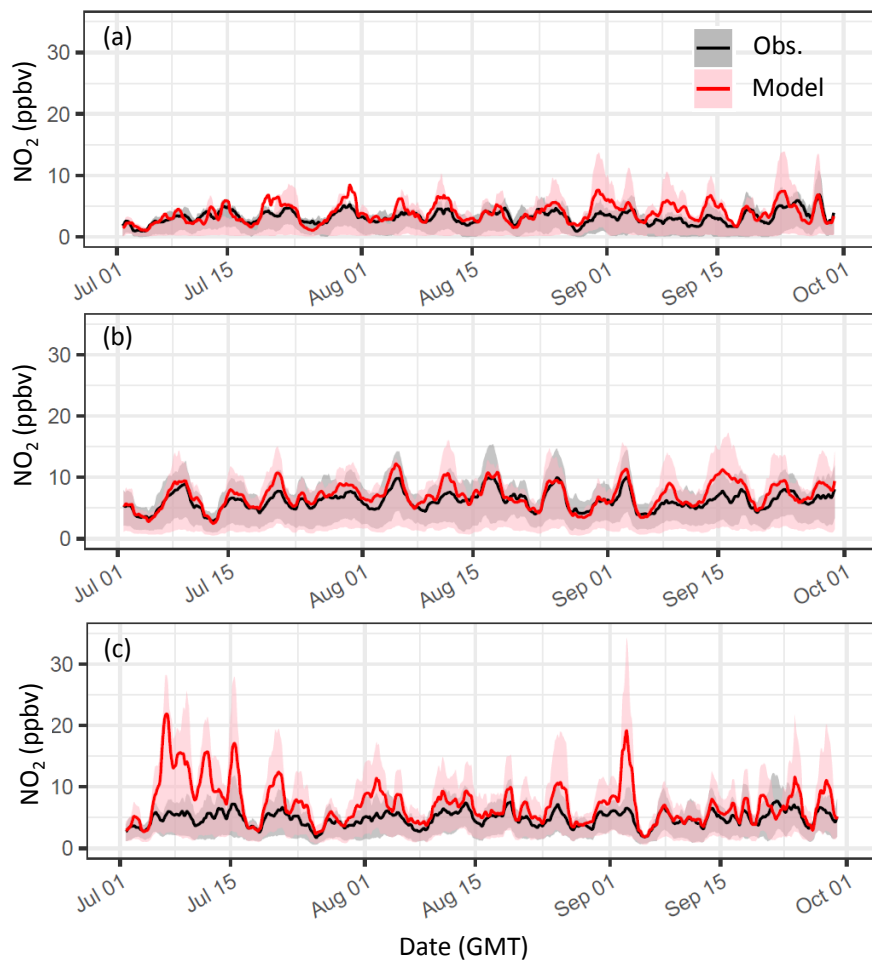 (a)
Obs.
Model
NO₂ (ppbv)
30
20
10
0
Jul 01
Jul 15
Aug 01
Aug 15
Sep 01
Sep 15
Oct 01
(b)
NO₂ (ppbv)
30
20
10
0
Jul 01
Jul 15
Aug 01
Aug 15
Sep 01
Sep 15
Oct 01
(c)
NO₂ (ppbv)
30
20
10
0
Jul 01
Jul 15
Aug 01
Aug 15
Sep 01
Sep 15
Oct 01
Date (GMT)